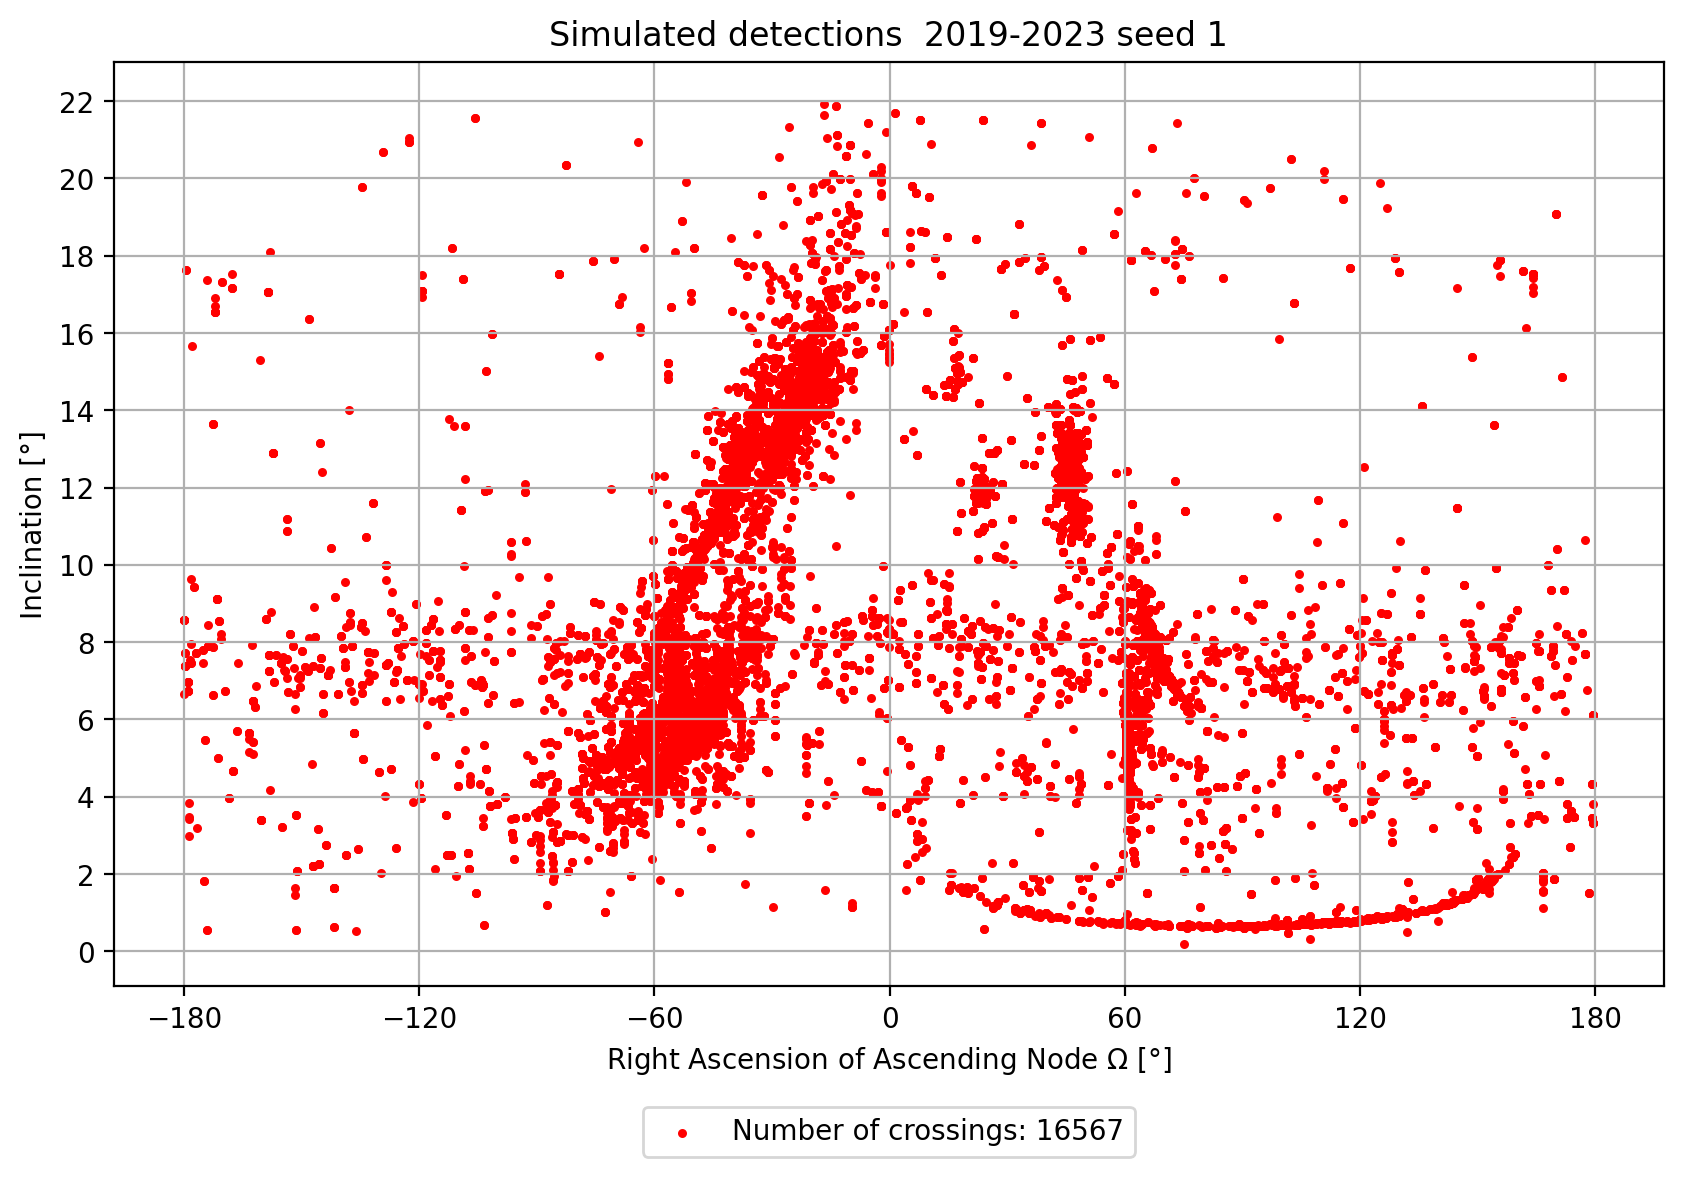 Simulated detections  2019-2023 seed 1
Inclination [°]
22
20
18
16
14
12
10
8
6
4
2
0
−180 −120 −60 0 60 120 180
Right Ascension of Ascending Node Ω [°]
Number of crossings: 16567